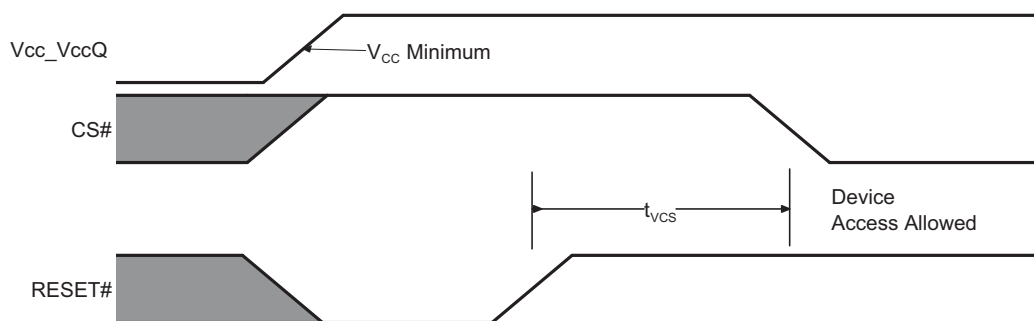 Vcc_VccQ
VCC Minimum
CS#
tVCS
Device
Access Allowed
RESET#